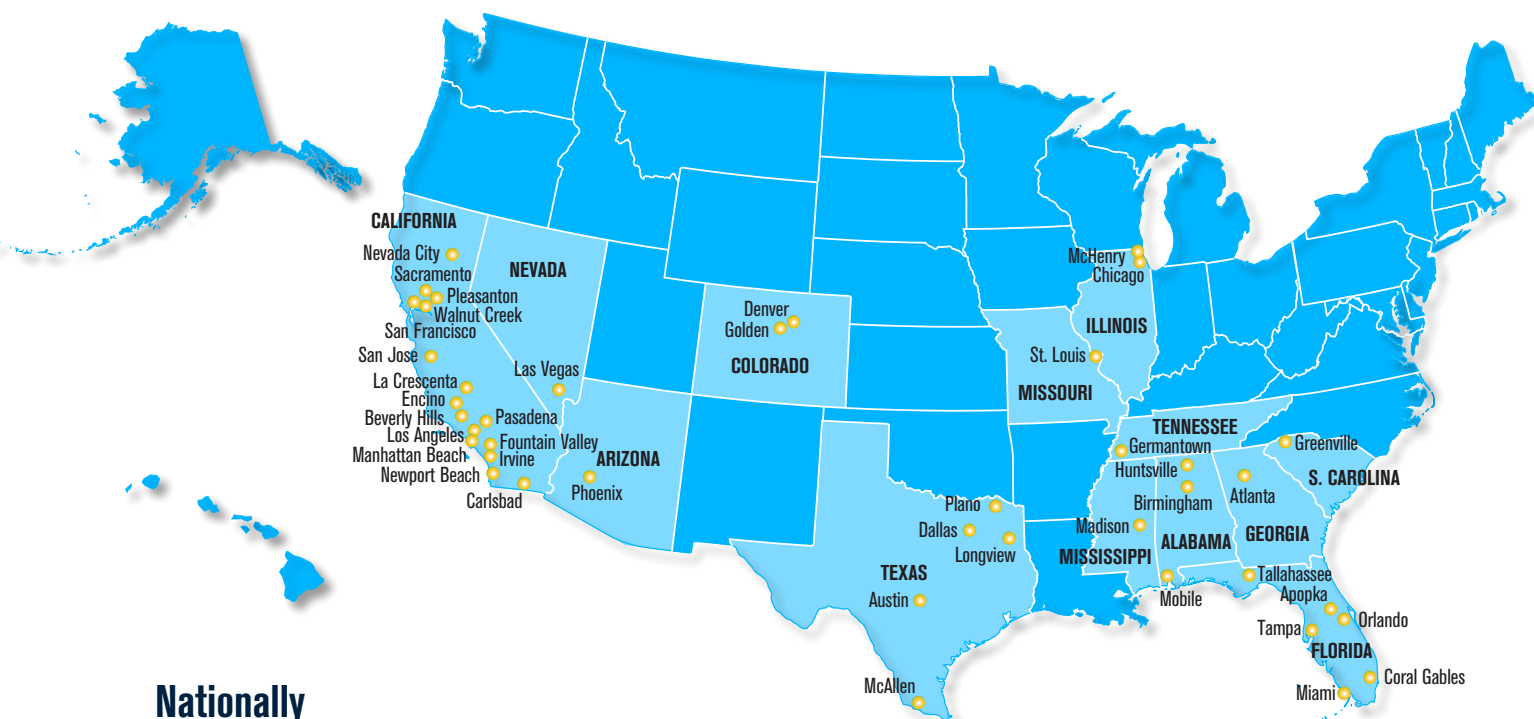 CALIFORNIA
Nevada City
Sacramento
Pleasanton
Walnut Creek
San Francisco
San Jose
La Crescenta
Encino
Beverly Hills
Pasadena
Los Angeles
Fountain Valley
Manhattan Beach
Irvine
Newport Beach
Carlsbad
NEVADA
Las Vegas
ARIZONA
Phoenix
Denver
Golden
COLORADO
Plano
Dallas
Longview
TEXAS
Austin
McAllen
McHenry
Chicago
ILLINOIS
St. Louis
MISSOURI
TENNESSEE
Germantown
Huntsville
Birmingham
Madison
MISSISSIPPI
ALABAMA
Mobile
Greenville
S. CAROLINA
Atlanta
GEORGIA
Tallahassee
Apopka
Orlando
Tampa
FLORIDA
Coral Gables
Miami
Nationally